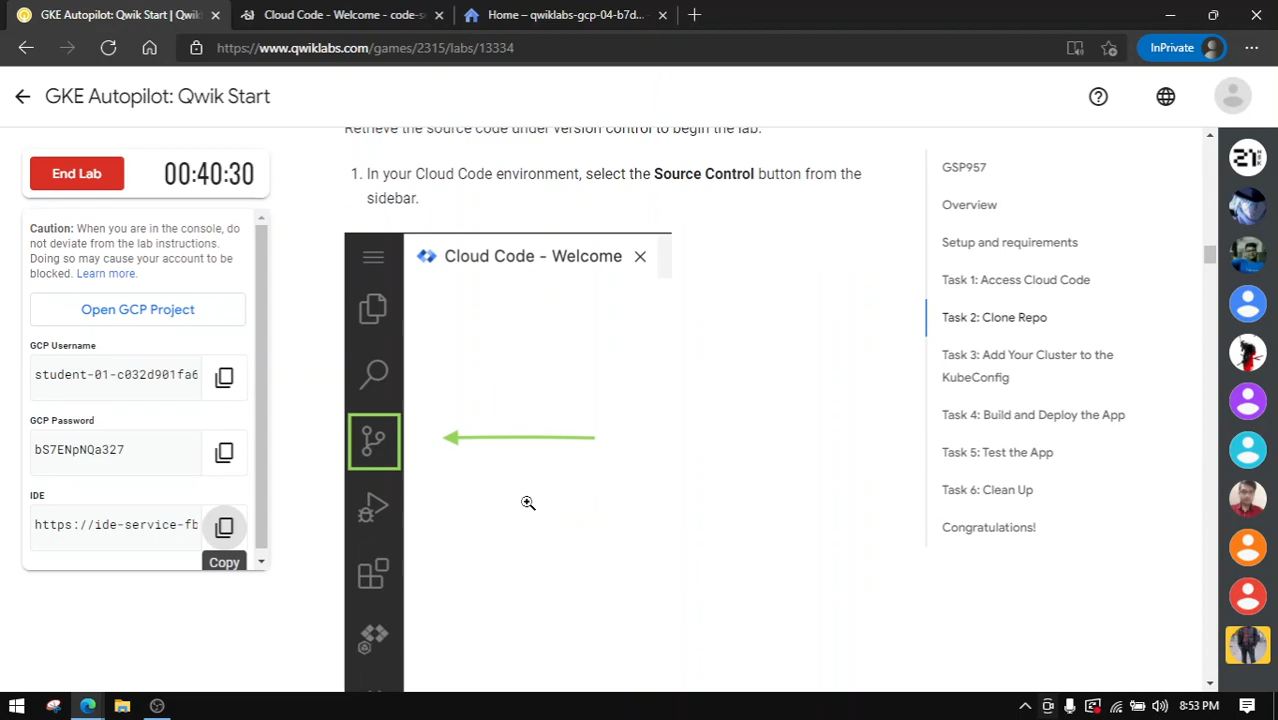 GKE Autopilot: Qwik Start | Qwikl
Cloud Code - Welcome - code-s
Home – qwiklabs-gcp-04-b7d...
https://www.qwiklabs.com/games/2315/labs/13334
InPrivate
GKE Autopilot: Qwik Start
End Lab
00:40:30
Caution: When you are in the console, do
not deviate from the lab instructions.
Doing so may cause your account to be
blocked. Learn more.
Open GCP Project
GCP Username
student-01-c032d901fa6
GCP Password
bS7ENpNQa327
IDE
https://ide-service-fb
Copy
Retrieve the source code under version control to begin the lab.
1. In your Cloud Code environment, select the Source Control button from the
sidebar.
Cloud Code - Welcome
GSP957
Overview
Setup and requirements
Task 1: Access Cloud Code
Task 2: Clone Repo
Task 3: Add Your Cluster to the
KubeConfig
Task 4: Build and Deploy the App
Task 5: Test the App
Task 6: Clean Up
Congratulations!
21
8:53 PM